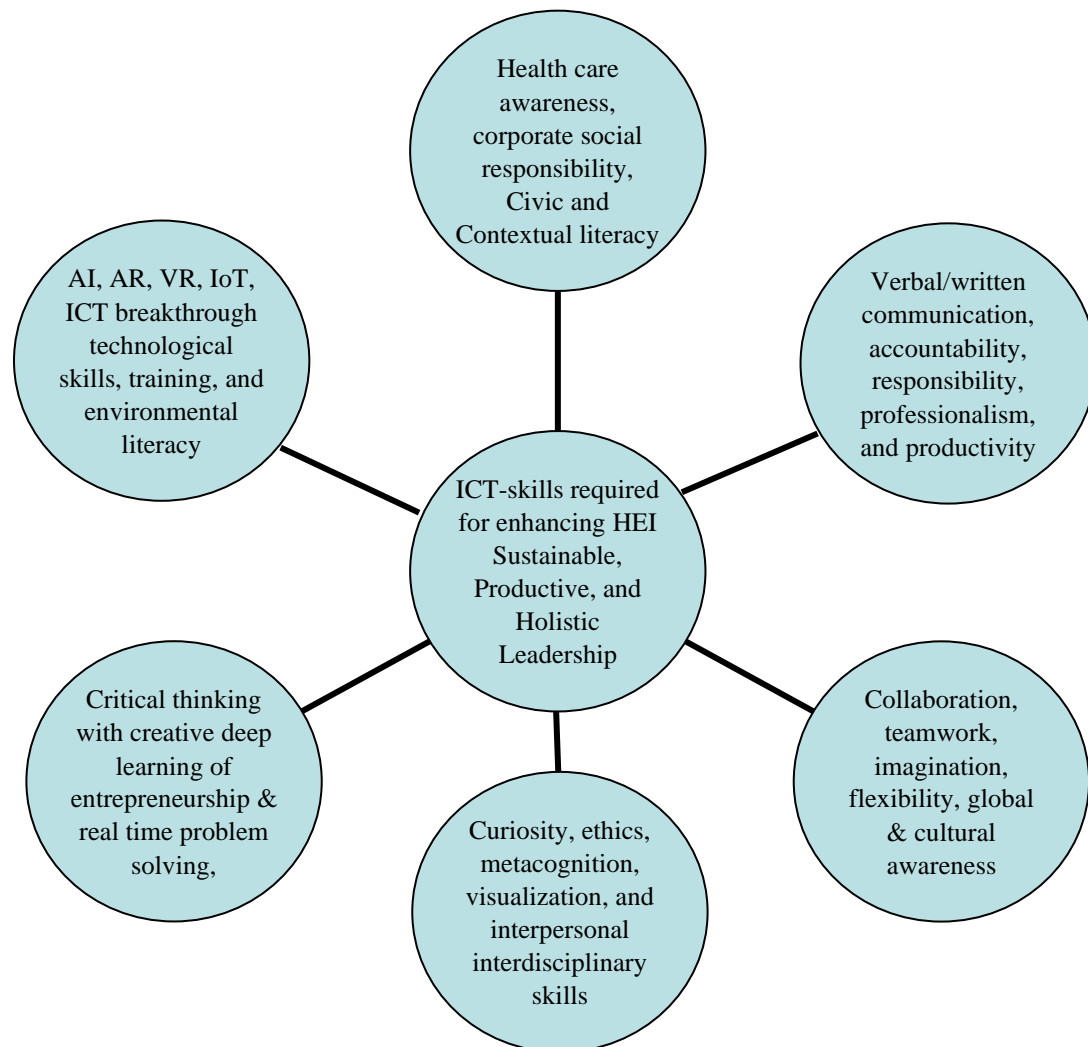 Health care
awareness,
corporate social
responsibility,
Civic and
Contextual literacy
AI, AR, VR, IoT,
ICT breakthrough
technological
skills, training, and
environmental
literacy
Verbal/written
communication,
accountability,
responsibility,
professionalism,
and productivity
ICT-skills required
for enhancing HEI
Sustainable,
Productive, and
Holistic
Leadership
Critical thinking
with creative deep
learning of
entrepreneurship &
real time problem
solving,
Collaboration,
teamwork,
imagination,
flexibility, global
& cultural
awareness
Curiosity, ethics,
metacognition,
visualization, and
interpersonal
interdisciplinary
skills